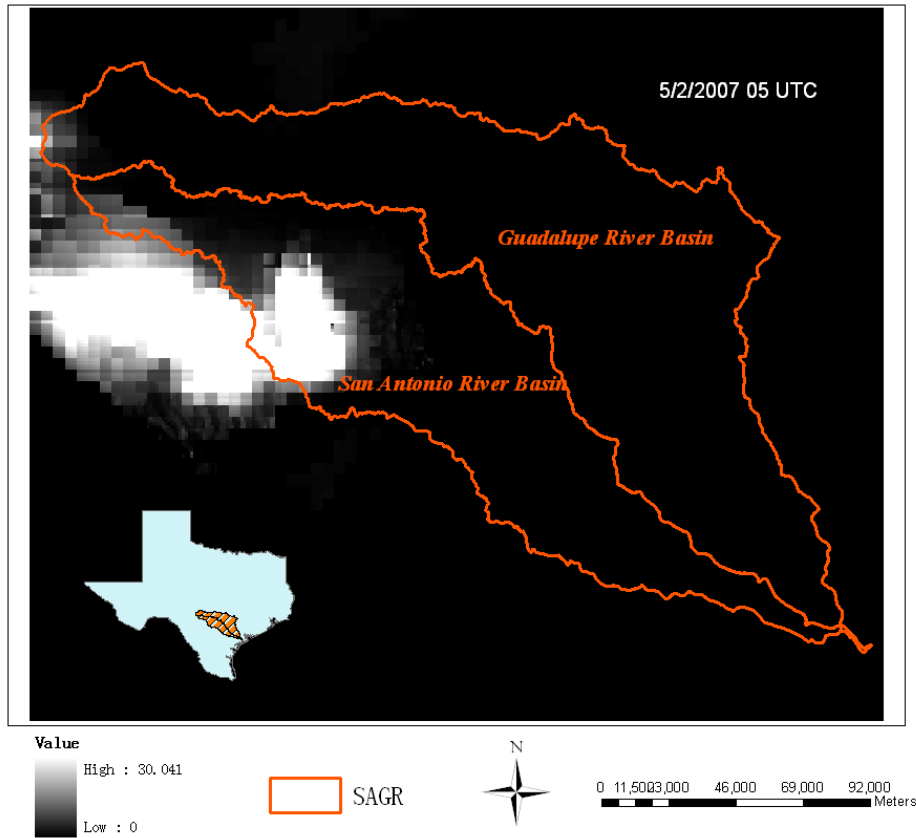 5/2/2007 05 UTC
Guadalupe River Basin
San Antonio River Basin
Value
High : 30.041
Low : 0
SAGR
N
0 11,50023,000 46,000 69,000 92,000
Meters